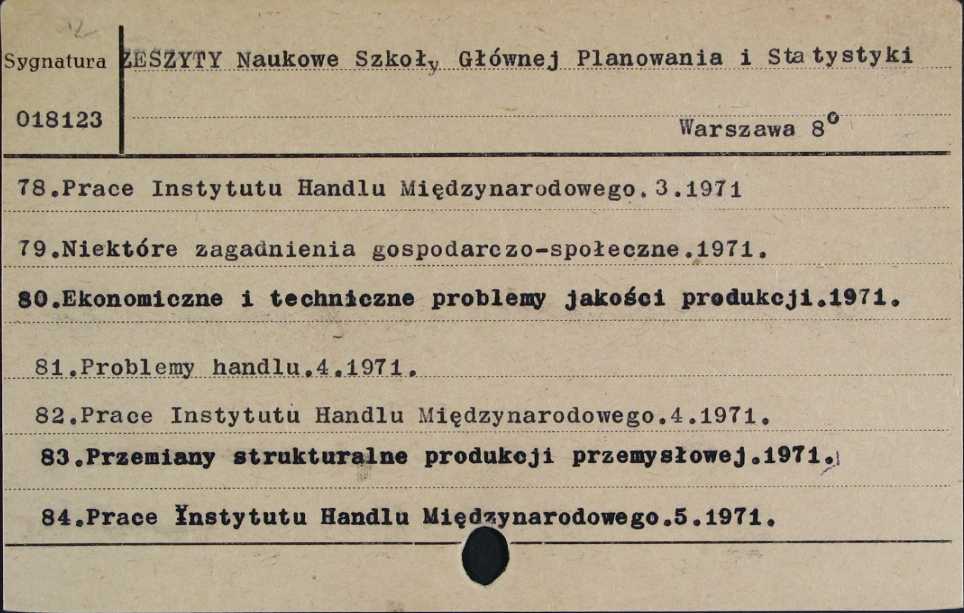 Sygnatura ZESZYTY Naukowe Szkoły Głównej Planowania i Statystyki
018123
Warszawa 8°
78.Prace Instytutu Handlu Międzynarodowego.3.1971
79.Niektóre zagadnienia gospodarczo-społeczne.1971.
80.Ekonomiczne i techniczne problemy jakości produkcji.1971.
81.Problemy handlu.4.1971.
82.Prace Instytutu Handlu Międzynarodowego.4.1971.
83.Przemiany strukturalne produkcji przemysłowej.1971.
84.Prace Instytutu Handlu Międzynarodowego.5.1971.